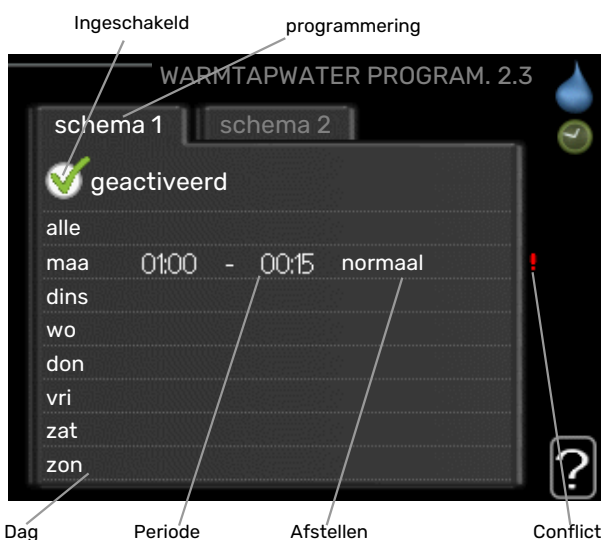 Ingeschakeld
programmering
WARMTAPWATER PROGRAM. 2.3
schema 1
schema 2
geactiveerd
alle
maa 01:00 - 00:15 normaal !
dins
wo
don
vri
zat
zon
?
Dag Periode Afstellen Conflict